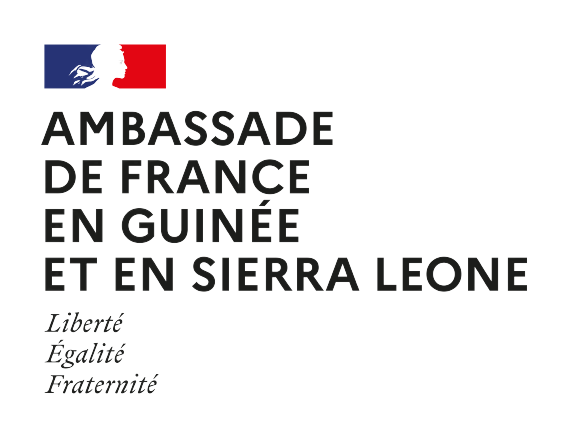 AMBASSADE
DE FRANCE
EN GUINÉE
ET EN SIERRA LEONE
Liberté
Égalité
Fraternité